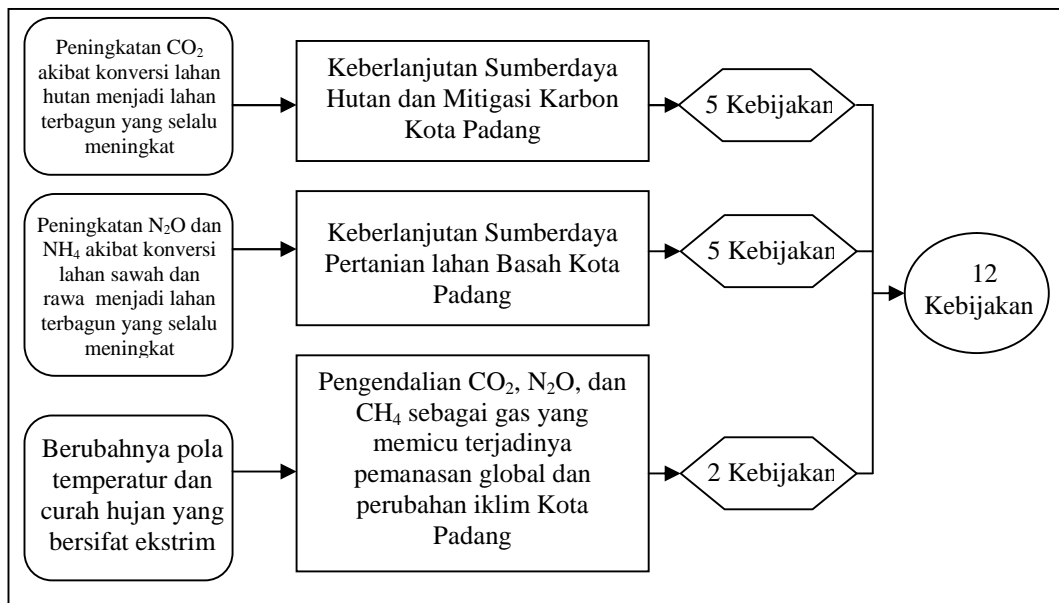 Peningkatan CO₂
akibat konversi lahan
hutan menjadi lahan
terbagun yang selalu
meningkat
Keberlanjutan Sumberdaya
Hutan dan Mitigasi Karbon
Kota Padang
5 Kebijakan
Peningkatan N₂O dan
NH₄ akibat konversi
lahan sawah dan
rawa menjadi lahan
terbagun yang selalu
meningkat
Keberlanjutan Sumberdaya
Pertanian lahan Basah Kota
Padang
5 Kebijakan
12
Kebijakan
Berubahnya pola
temperatur dan
curah hujan yang
bersifat ekstrim
Pengendalian CO₂, N₂O, dan
CH₄ sebagai gas yang
memicu terjadinya
pemanasan global dan
perubahan iklim Kota
Padang
2 Kebijakan